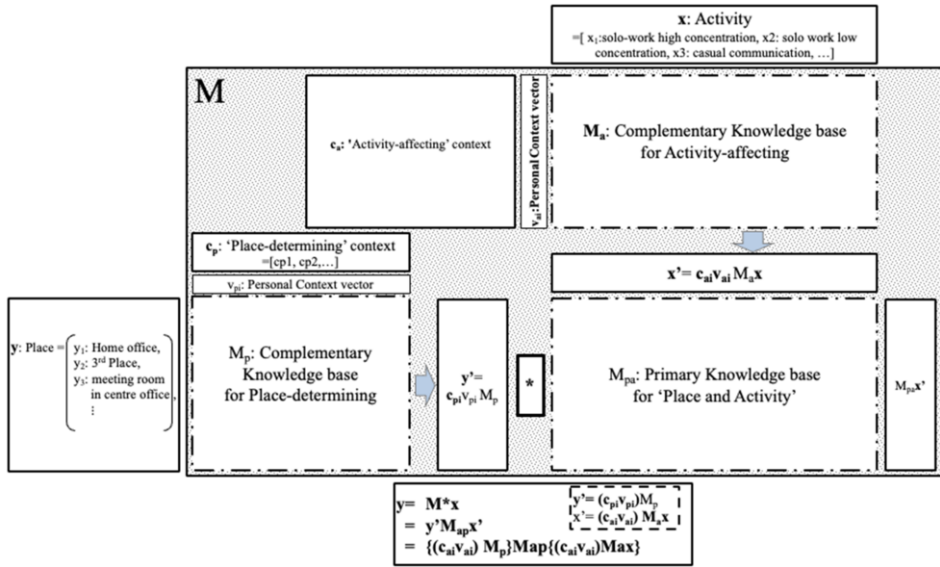 x: Activity
=[ x1:solo-work high concentration, x2: solo work low
concentration, x3: casual communication, …]
M
ca: 'Activity-affecting' context
vai:Personal Context vector
Ma: Complementary Knowledge base
for Activity-affecting
cp: 'Place-determining' context
=[cp1, cp2,…]
vpi: Personal Context vector
x'= cai vai Max
y: Place =
y1: Home office,
y2: 3rd Place,
y3: meeting room
in centre office,
⋮
Mp: Complementary
Knowledge base
for Place-determining
y'=
cpi vpi Mp
*
Mpa: Primary Knowledge base
for 'Place and Activity'
Mpax'
y= M*x
= y'Mapx'
= {(caivai) Mp}Map{(caivai)Max}
y'= (cpivpi)Mp
x'= (caivai) Max